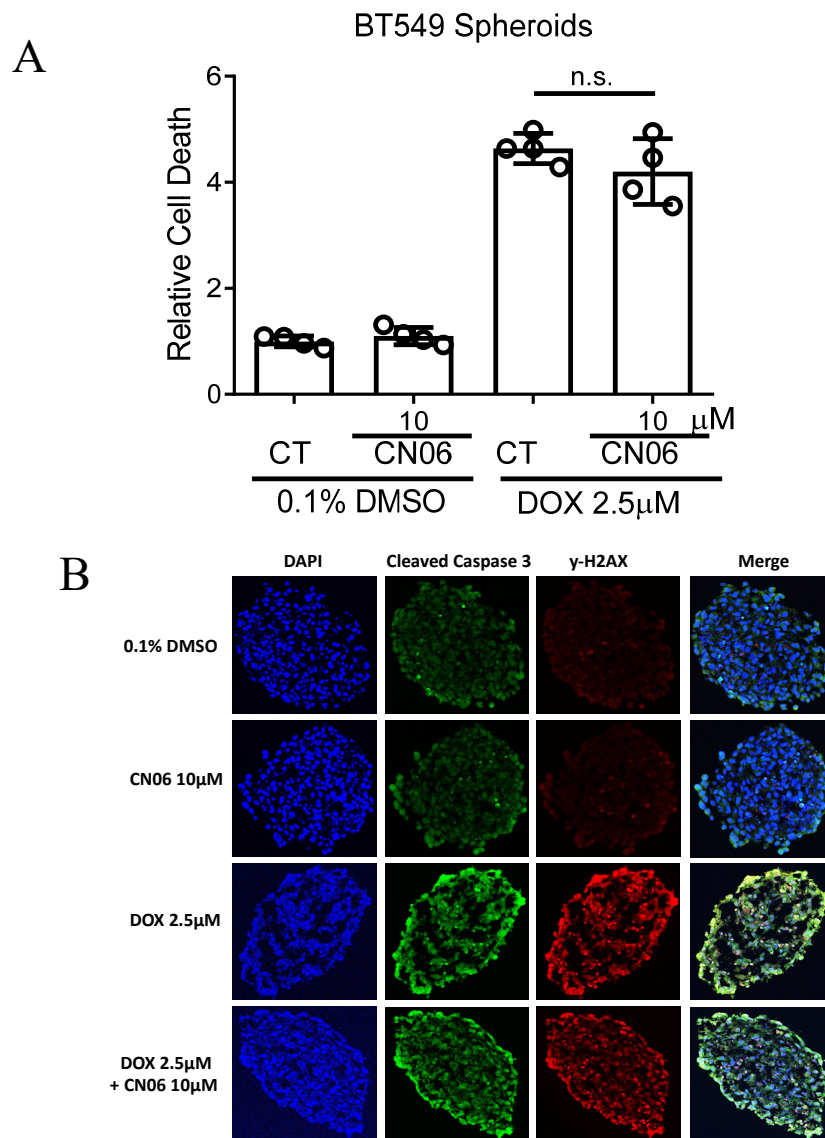 A
BT549 Spheroids
Relative Cell Death
6
4
2
0
n.s.
10
10
μM
CT
CN06
CT
CN06
0.1% DMSO
DOX 2.5μM
B
DAPI
Cleaved Caspase 3
y-H2AX
Merge
0.1% DMSO
CN06 10μM
DOX 2.5μM
DOX 2.5μM
+ CN06 10μM